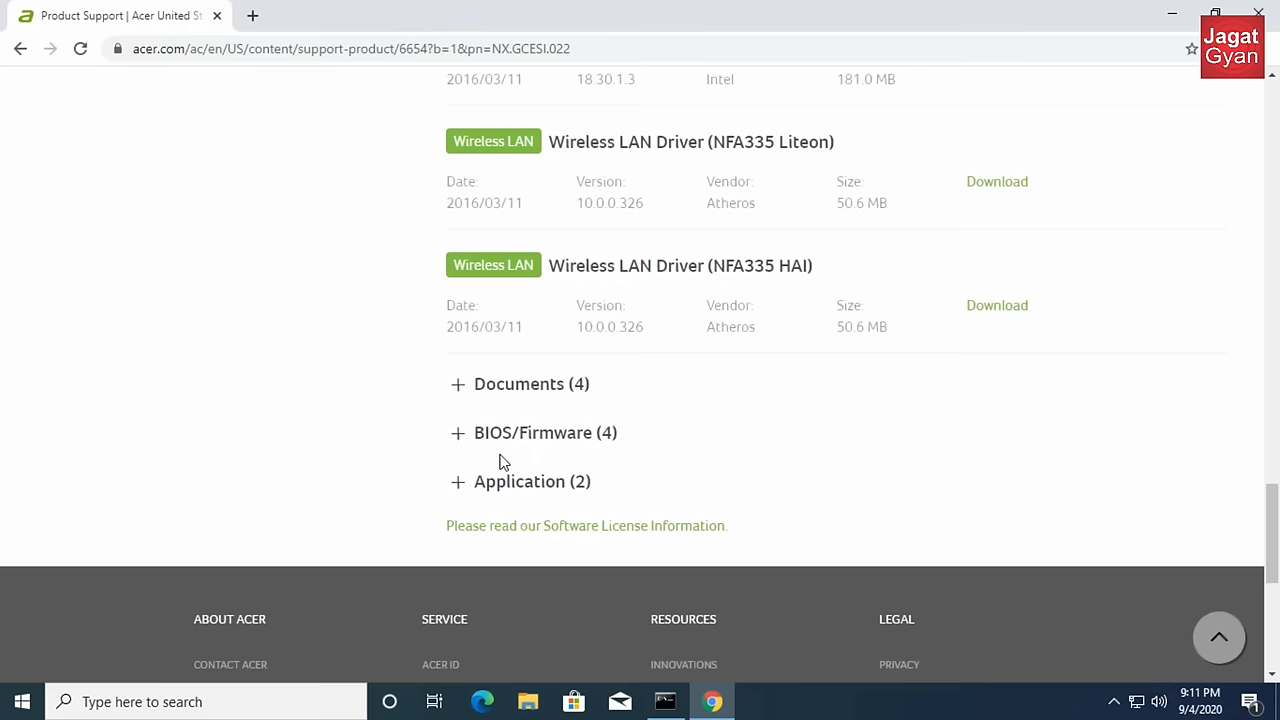 Product Support | Acer United St
acer.com/ac/en/US/content/support-product/6654?b=1&pn=NX.GCESI.022
Jagat
Gyan
2016/03/11 18.30.1.3 Intel 181.0 MB
Wireless LAN Wireless LAN Driver (NFA335 Liteon)
Date: Version: Vendor: Size: Download
2016/03/11 10.0.0.326 Atheros 50.6 MB
Wireless LAN Wireless LAN Driver (NFA335 HAI)
Date: Version: Vendor: Size: Download
2016/03/11 10.0.0.326 Atheros 50.6 MB
Documents (4)
BIOS/Firmware (4)
Application (2)
Please read our Software License Information.
ABOUT ACER SERVICE RESOURCES LEGAL
CONTACT ACER ACER ID INNOVATIONS PRIVACY
Type here to search
9:11 PM
9/4/2020
1